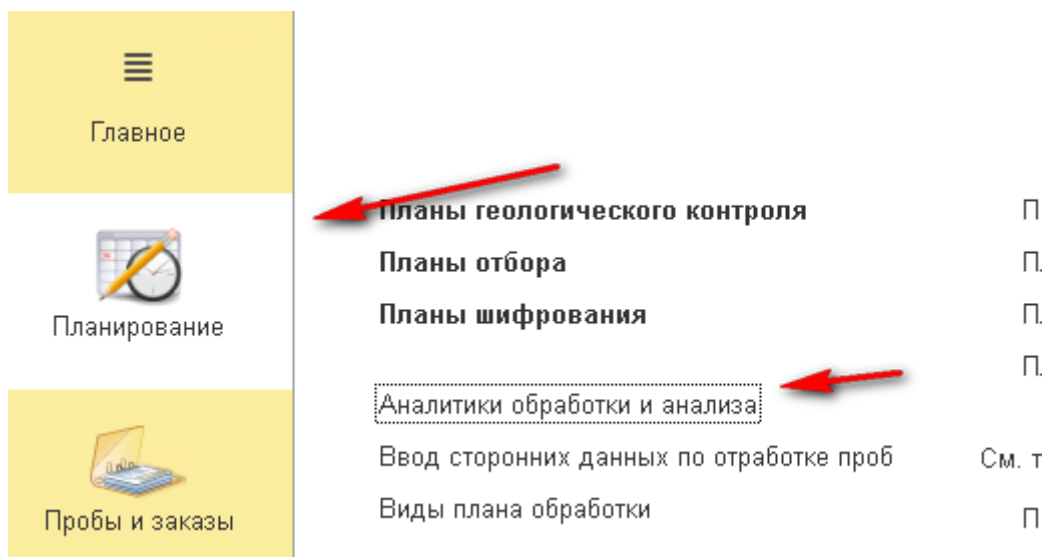 Главное
Планирование
Пробы и заказы
Планы геологического контроля
Планы отбора
Планы шифрования
Аналитики обработки и анализа
Ввод сторонних данных по отработке проб
Виды плана обработки
См. т